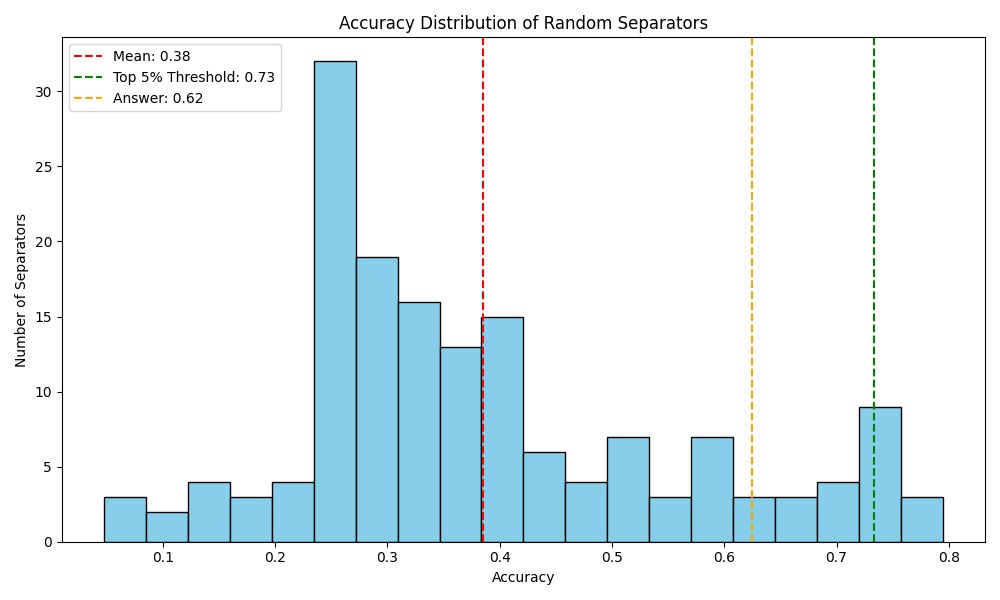 Accuracy Distribution of Random Separators
Mean: 0.38
Top 5% Threshold: 0.73
Answer: 0.62
Number of Separators
30
25
20
15
10
5
0
0.1 0.2 0.3 0.4 0.5 0.6 0.7 0.8
Accuracy